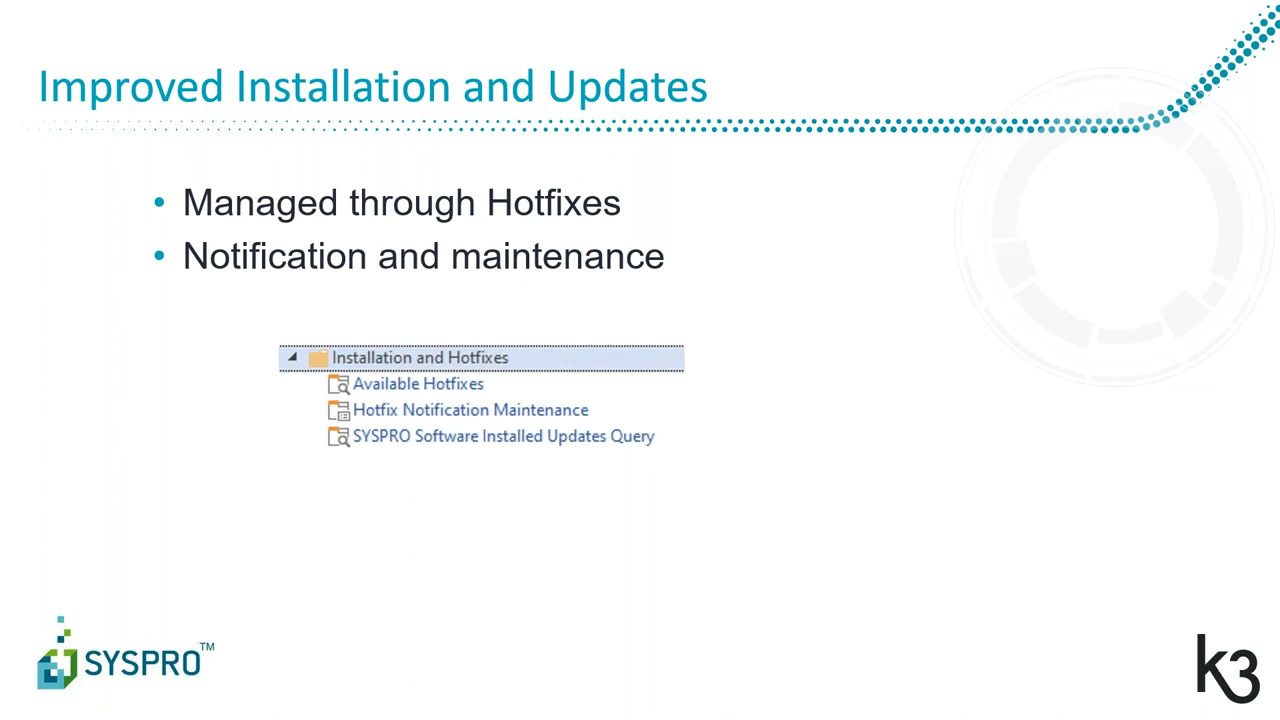 Improved Installation and Updates
• Managed through Hotfixes
• Notification and maintenance
Installation and Hotfixes
Available Hotfixes
Hotfix Notification Maintenance
SYSPRO Software Installed Updates Query
SYSPRO™
k3